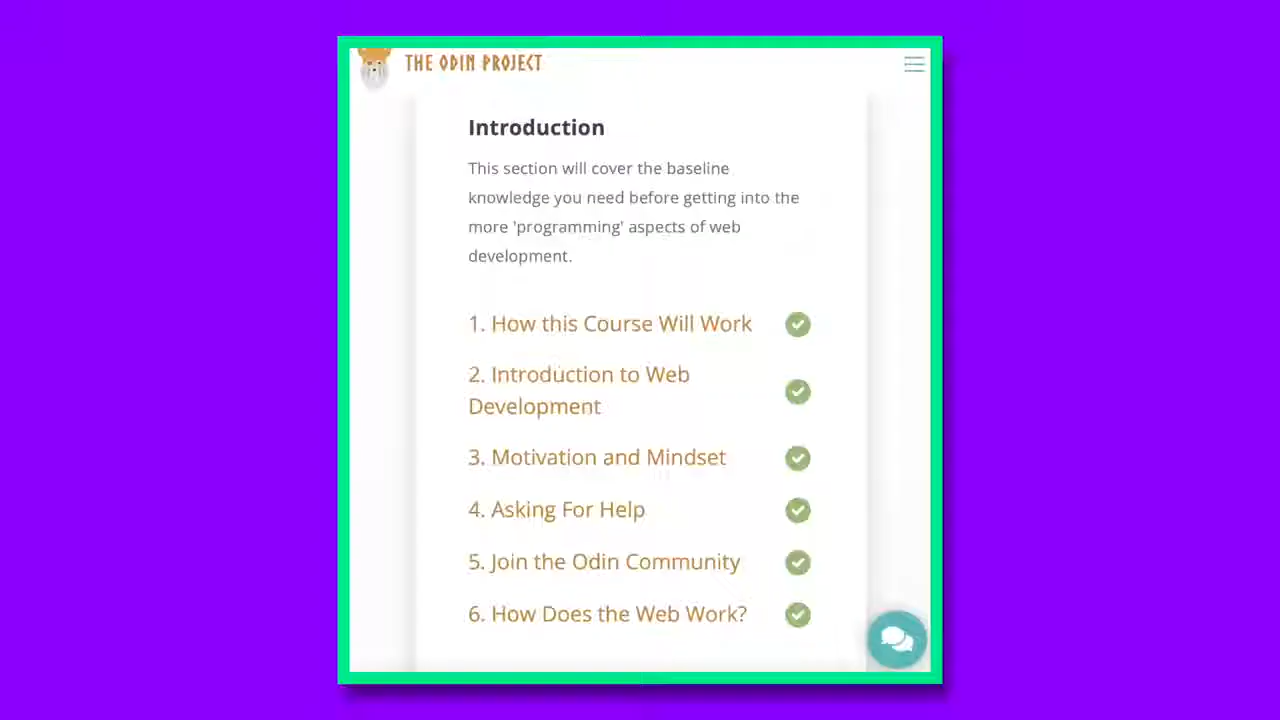 THE ODIN PROJECT
Introduction
This section will cover the baseline
knowledge you need before getting into the
more 'programming' aspects of web
development.
1. How this Course Will Work
2. Introduction to Web
Development
3. Motivation and Mindset
4. Asking For Help
5. Join the Odin Community
6. How Does the Web Work?